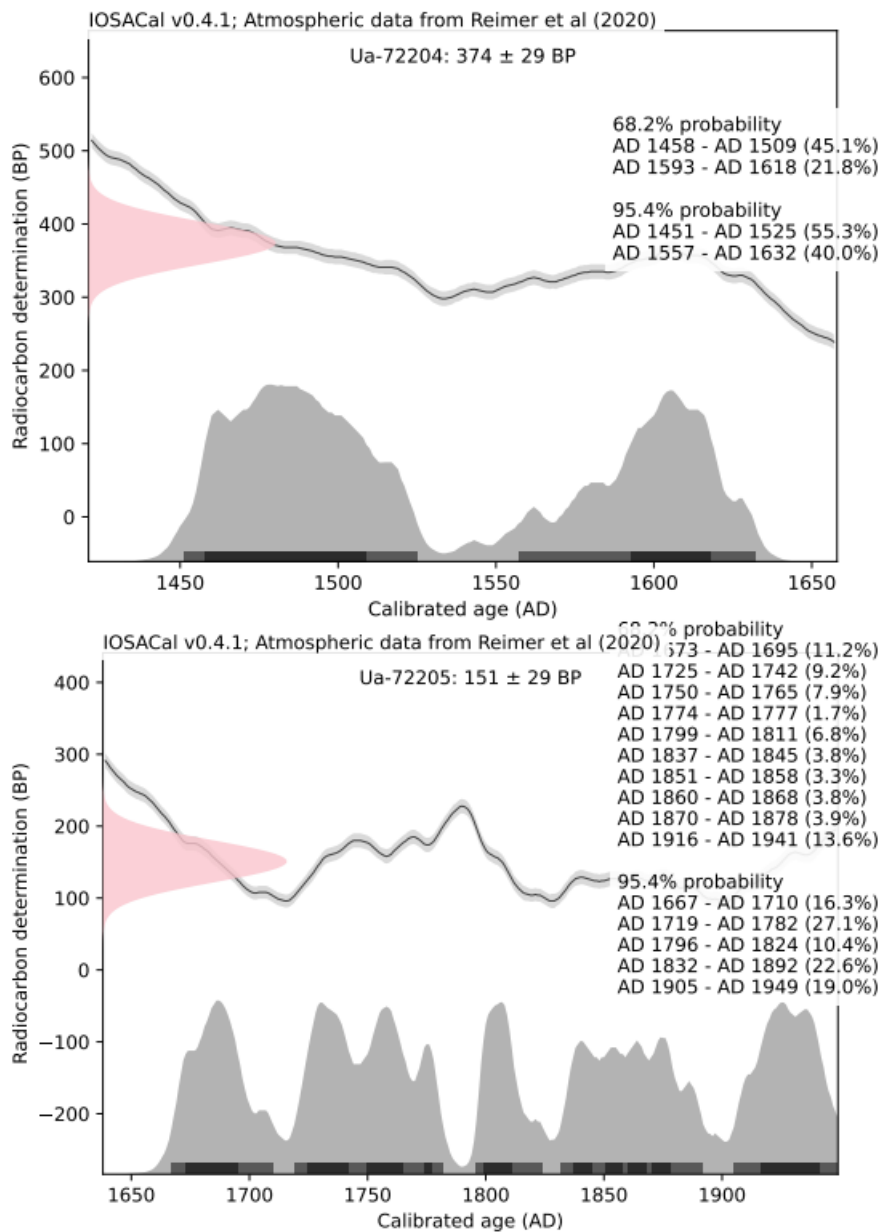 IOSACal v0.4.1; Atmospheric data from Reimer et al (2020)
Ua-72204: 374 ± 29 BP
68.2% probability
AD 1458 - AD 1509 (45.1%)
AD 1593 - AD 1618 (21.8%)
95.4% probability
AD 1451 - AD 1525 (55.3%)
AD 1557 - AD 1632 (40.0%)
Radiocarbon determination (BP)
600
500
400
300
200
100
0
1450
1500
1550
1600
1650
Calibrated age (AD)
IOSACal v0.4.1; Atmospheric data from Reimer et al (2020)
Ua-72205: 151 ± 29 BP
probability
1673 - AD 1695 (11.2%)
AD 1725 - AD 1742 (9.2%)
AD 1750 - AD 1765 (7.9%)
AD 1774 - AD 1777 (1.7%)
AD 1799 - AD 1811 (6.8%)
AD 1837 - AD 1845 (3.8%)
AD 1851 - AD 1858 (3.3%)
AD 1860 - AD 1868 (3.8%)
AD 1870 - AD 1878 (3.9%)
AD 1916 - AD 1941 (13.6%)
95.4% probability
AD 1667 - AD 1710 (16.3%)
AD 1719 - AD 1782 (27.1%)
AD 1796 - AD 1824 (10.4%)
AD 1832 - AD 1892 (22.6%)
AD 1905 - AD 1949 (19.0%)
Radiocarbon determination (BP)
400
300
200
100
0
−100
−200
1650
1700
1750
1800
1850
1900
Calibrated age (AD)